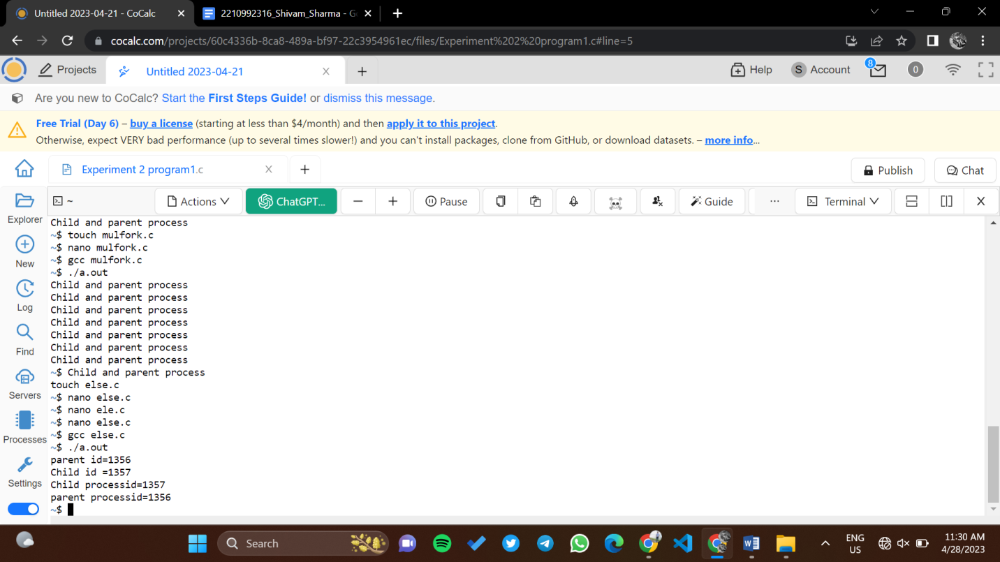 Untitled 2023-04-21 - CoCalc
2210992316_Shivam_Sharma - G
cocalc.com/projects/60c4336b-8ca8-489a-bf97-22c3954961ec/files/Experiment%202%20program1.c#line=5
Projects
Untitled 2023-04-21
Help
S Account
8
0
Are you new to CoCalc? Start the First Steps Guide! or dismiss this message.
Free Trial (Day 6) – buy a license (starting at less than $4/month) and then apply it to this project.
Otherwise, expect VERY bad performance (up to several times slower!) and you can't install packages, clone from GitHub, or download datasets. – more info...
Experiment 2 program1.c
Publish
Chat
Explorer
New
Log
Find
Servers
Processes
Settings
~
Actions
ChatGPT...
Pause
Guide
...
Terminal
Child and parent process
~$ touch mulfork.c
~$ nano mulfork.c
~$ gcc mulfork.c
~$ ./a.out
Child and parent process
Child and parent process
Child and parent process
Child and parent process
Child and parent process
Child and parent process
Child and parent process
~$ Child and parent process
touch else.c
~$ nano else.c
~$ nano ele.c
~$ nano else.c
~$ gcc else.c
~$ ./a.out
parent id=1356
Child id =1357
Child processid=1357
parent processid=1356
~$
Search
ENG
US
11:30 AM
4/28/2023